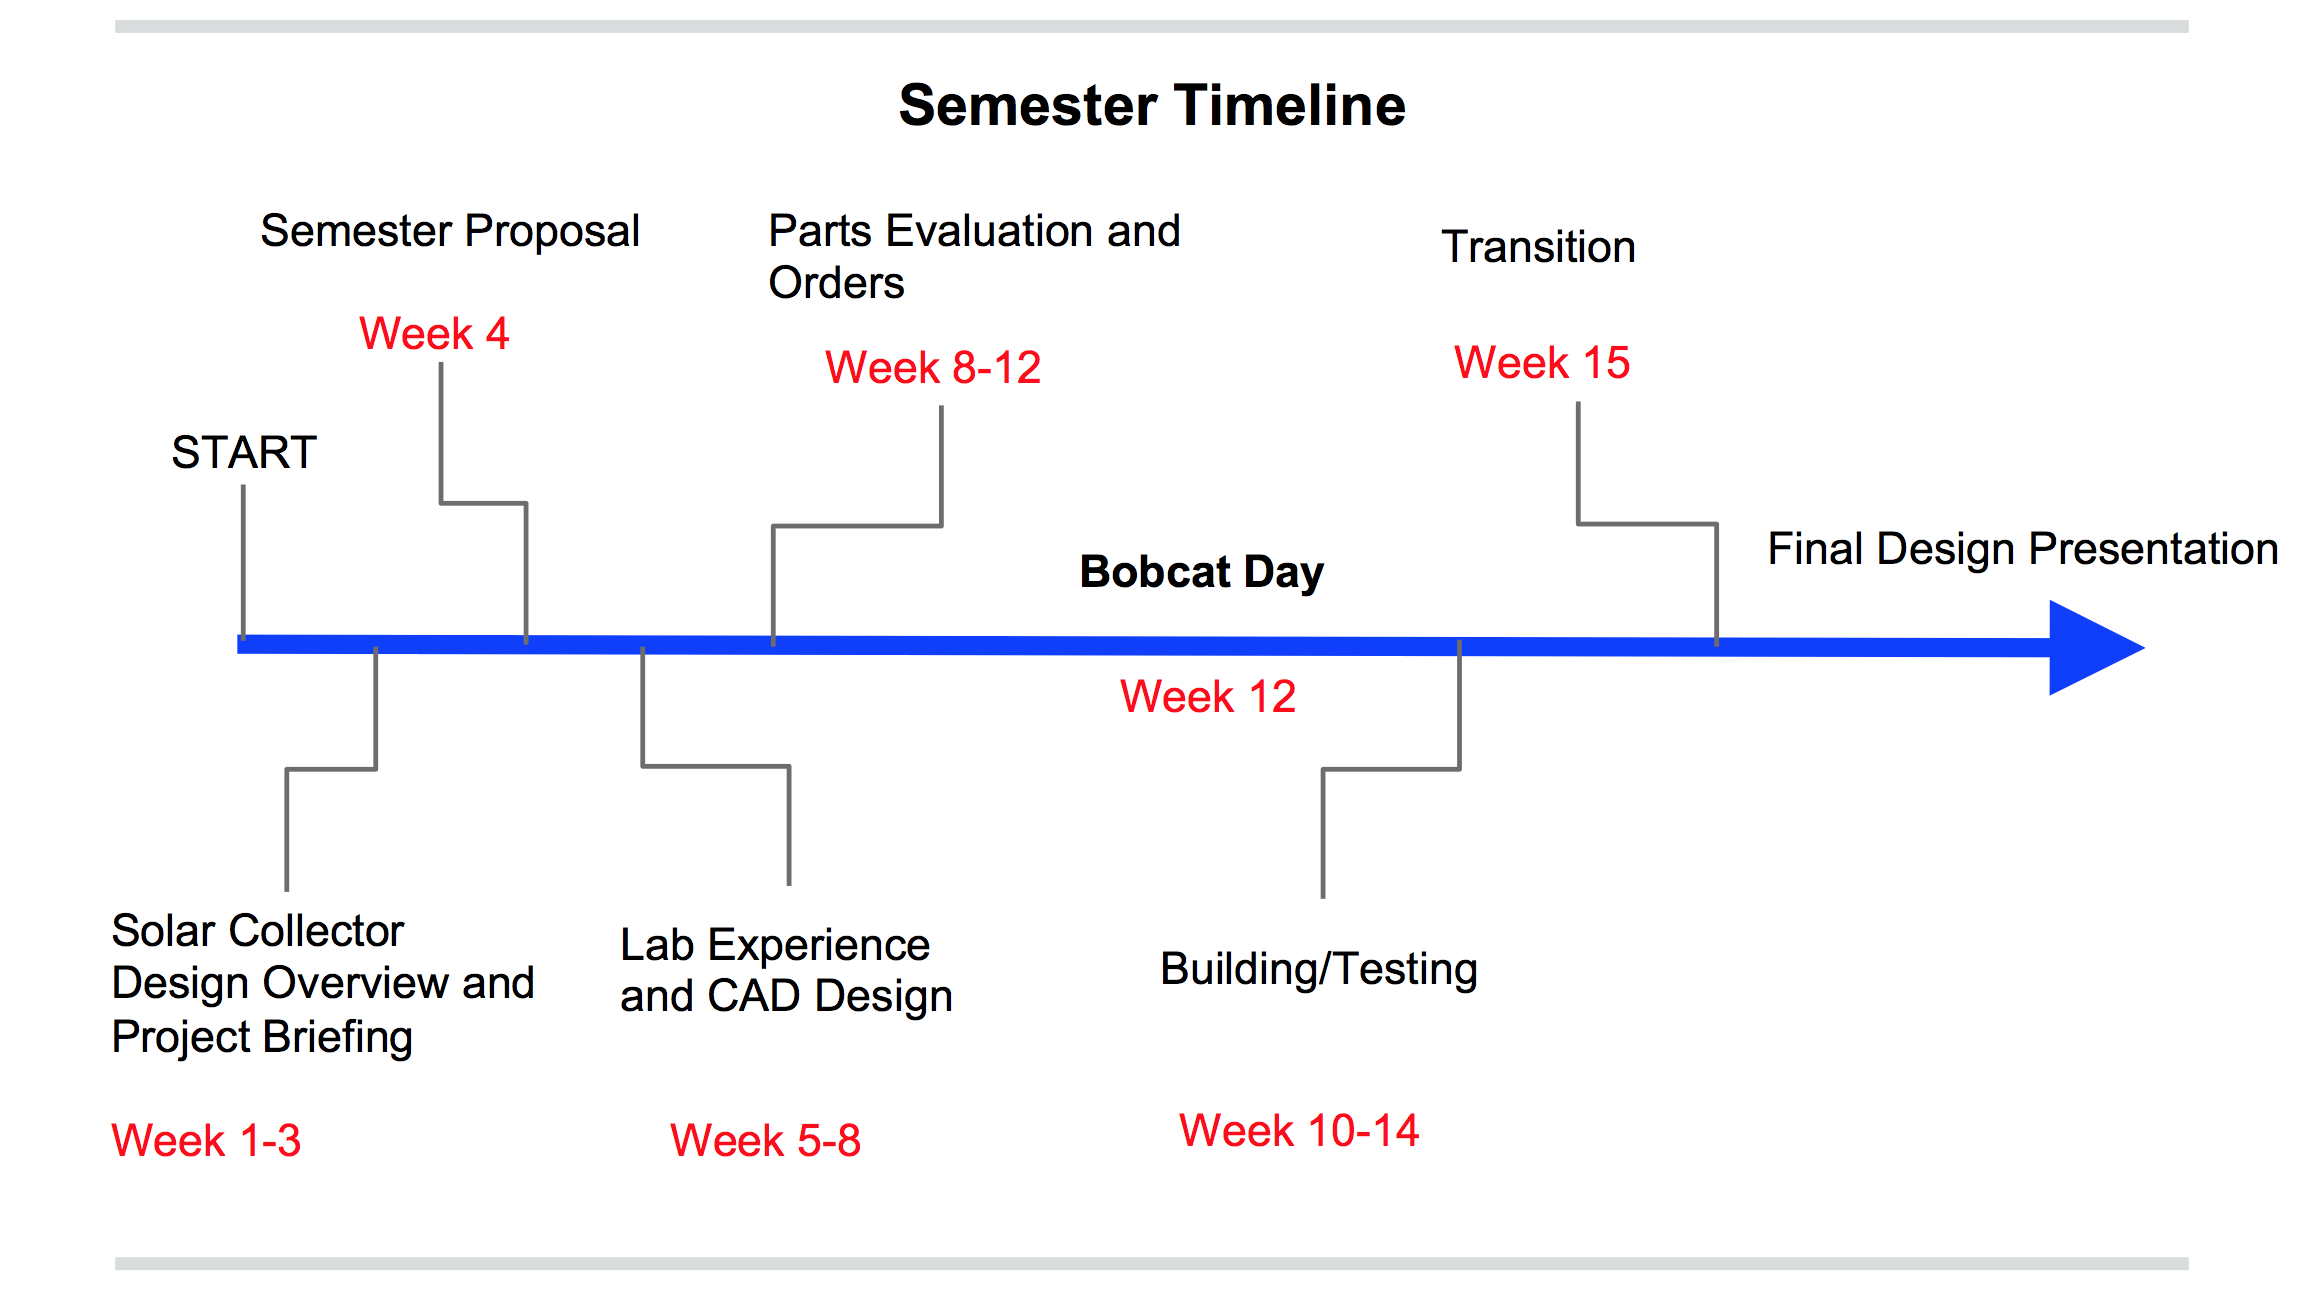 Semester Timeline
Semester Proposal
Week 4
Parts Evaluation and
Orders
Week 8-12
Transition
Week 15
START
Bobcat Day
Week 12
Final Design Presentation
Solar Collector
Design Overview and
Project Briefing
Week 1-3
Lab Experience
and CAD Design
Week 5-8
Building/Testing
Week 10-14